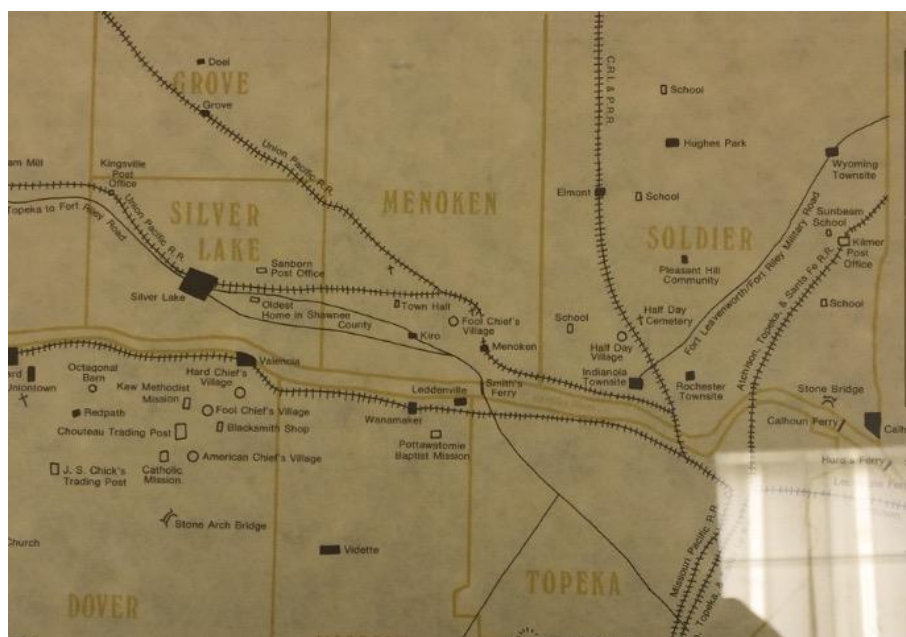 Doel
GROVE
Grove
Union Pacific R.R.
C.R.I. & P.R.R.
School
Hughes Park
Wyoming
Townsite
am Mill
Kingsville
Post
Office
MENOKEN
Elmont
School
Sunbeam
School
Kilmer
Post
Office
Topeka to Fort Riley Road
Union Pacific R.R.
SILVER
LAKE
SOLDIER
Pleasant Hill
Community
Fort Leavenworth/Fort Riley Military Road
Atchison, Topeka, & Santa Fe R.R.
Sanborn
Post Office
Silver Lake
Oldest
Home in Shawnee
County
Town Hall
Fool Chief's
Village
School
Half Day
Cemetery
School
Kiro
Menoken
Half Day
Village
Indianola
Townsite
Rochester
Townsite
ard
Uniontown
Octagonal
Barn
Valencia
Hard Chief's
Village
Kaw Methodist
Mission
Leddenville
Smith's
Ferry
Stone Bridge
Redpath
Fool Chief's Village
Wanamaker
Calhoun Ferry
Calh
Chouteau Trading Post
Blacksmith Shop
Pottawatomie
Baptist Mission
J. S. Chick's
Trading Post
Catholic
Mission
American Chief's Village
Hurd's Ferry
Stone Arch Bridge
Church
Vidette
Missouri Pacific R.R.
Topeka, &
TOPEKA
DOVER